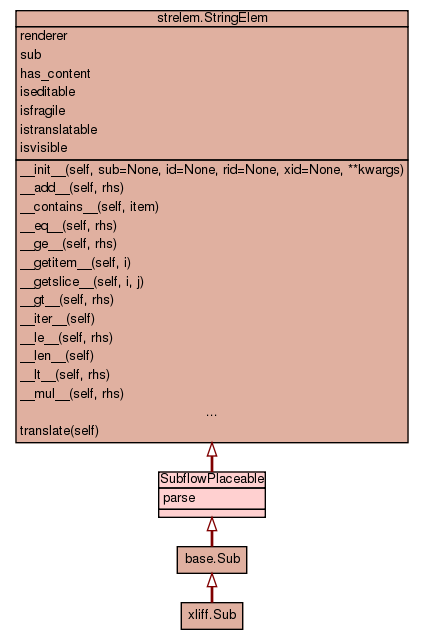 strelem.StringElem
renderer
sub
has_content
iseditable
isfragile
istranslatable
isvisible
__init__(self, sub=None, id=None, rid=None, xid=None, **kwargs)
__add__(self, rhs)
__contains__(self, item)
__eq__(self, rhs)
__ge__(self, rhs)
__getitem__(self, i)
__getslice__(self, i, j)
__gt__(self, rhs)
__iter__(self)
__le__(self, rhs)
__len__(self)
__lt__(self, rhs)
__mul__(self, rhs)
...
translate(self)
SubflowPlaceable
parse
base.Sub
xliff.Sub